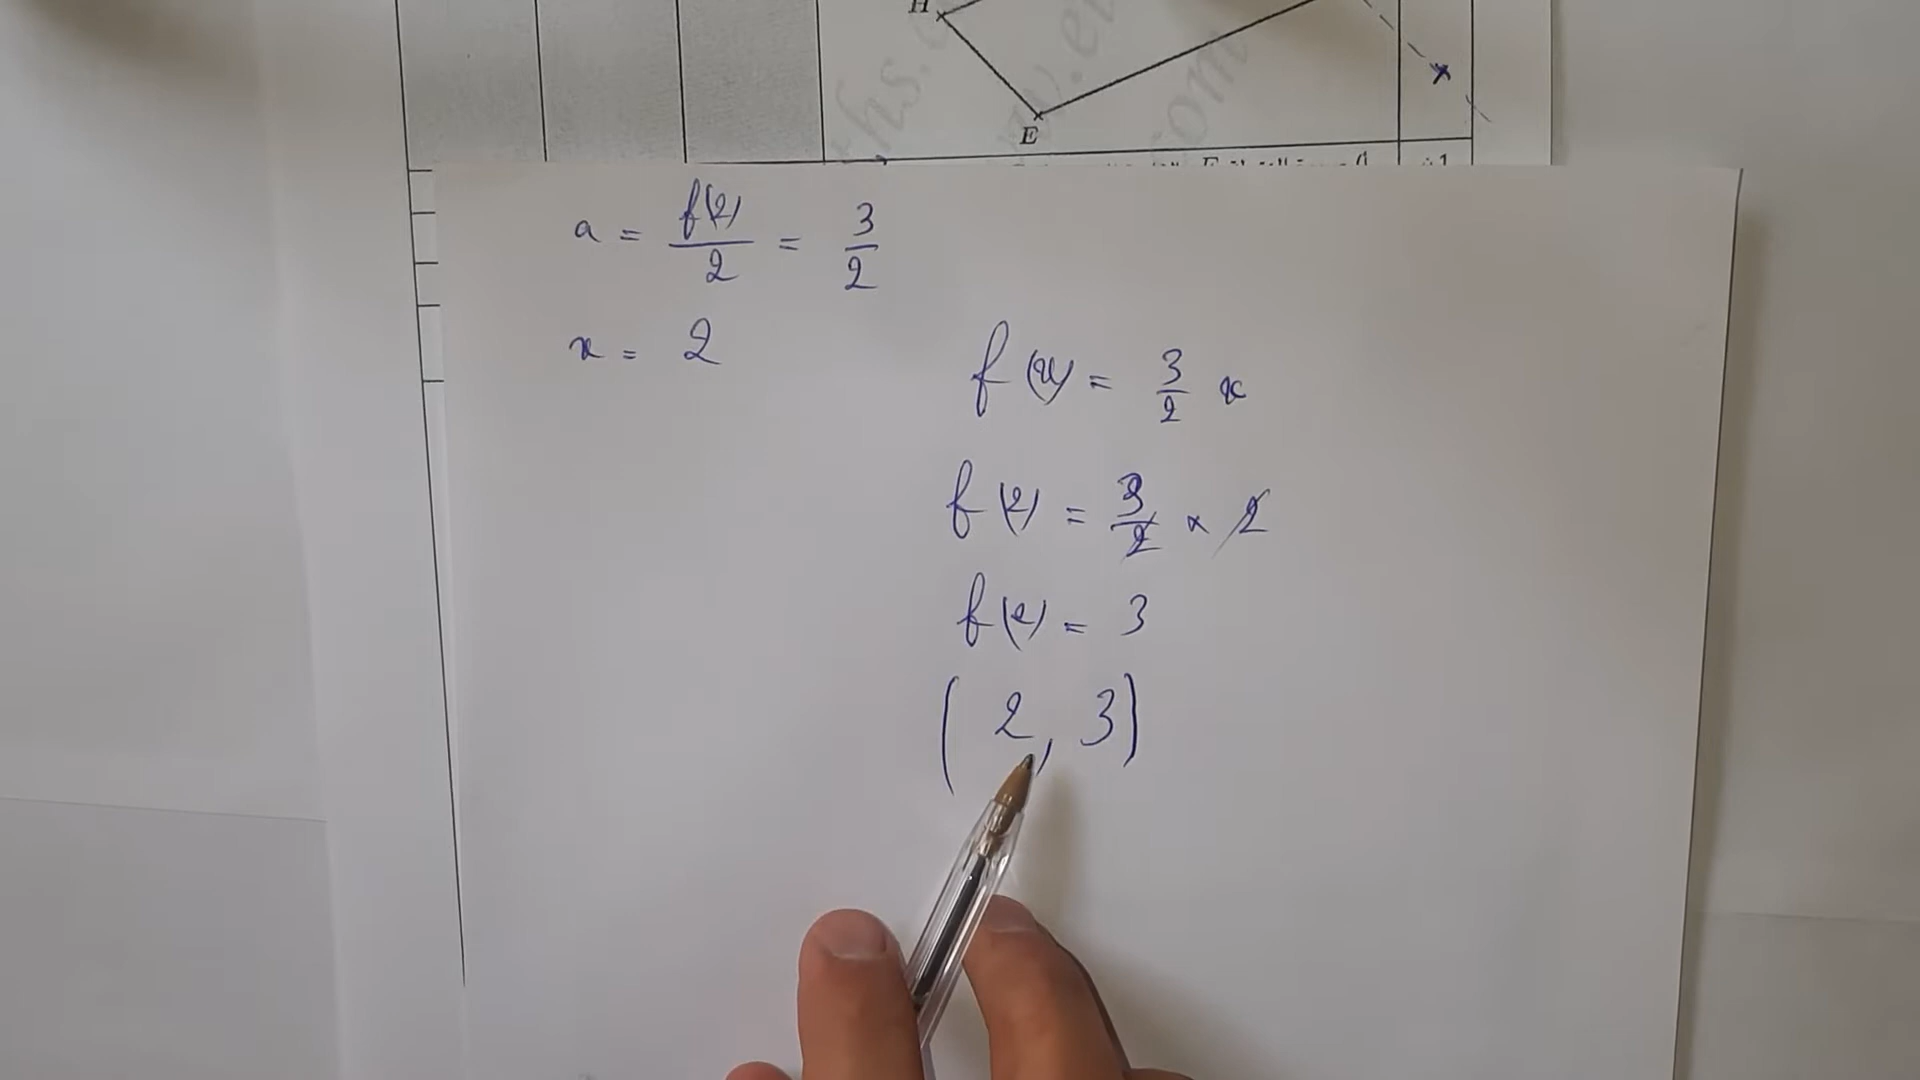 H
E
a = f(2)/2 = 3/2
x = 2
f(x) = 3/2 x
f(2) = 3/2 × 2
f(2) = 3
(2, 3)